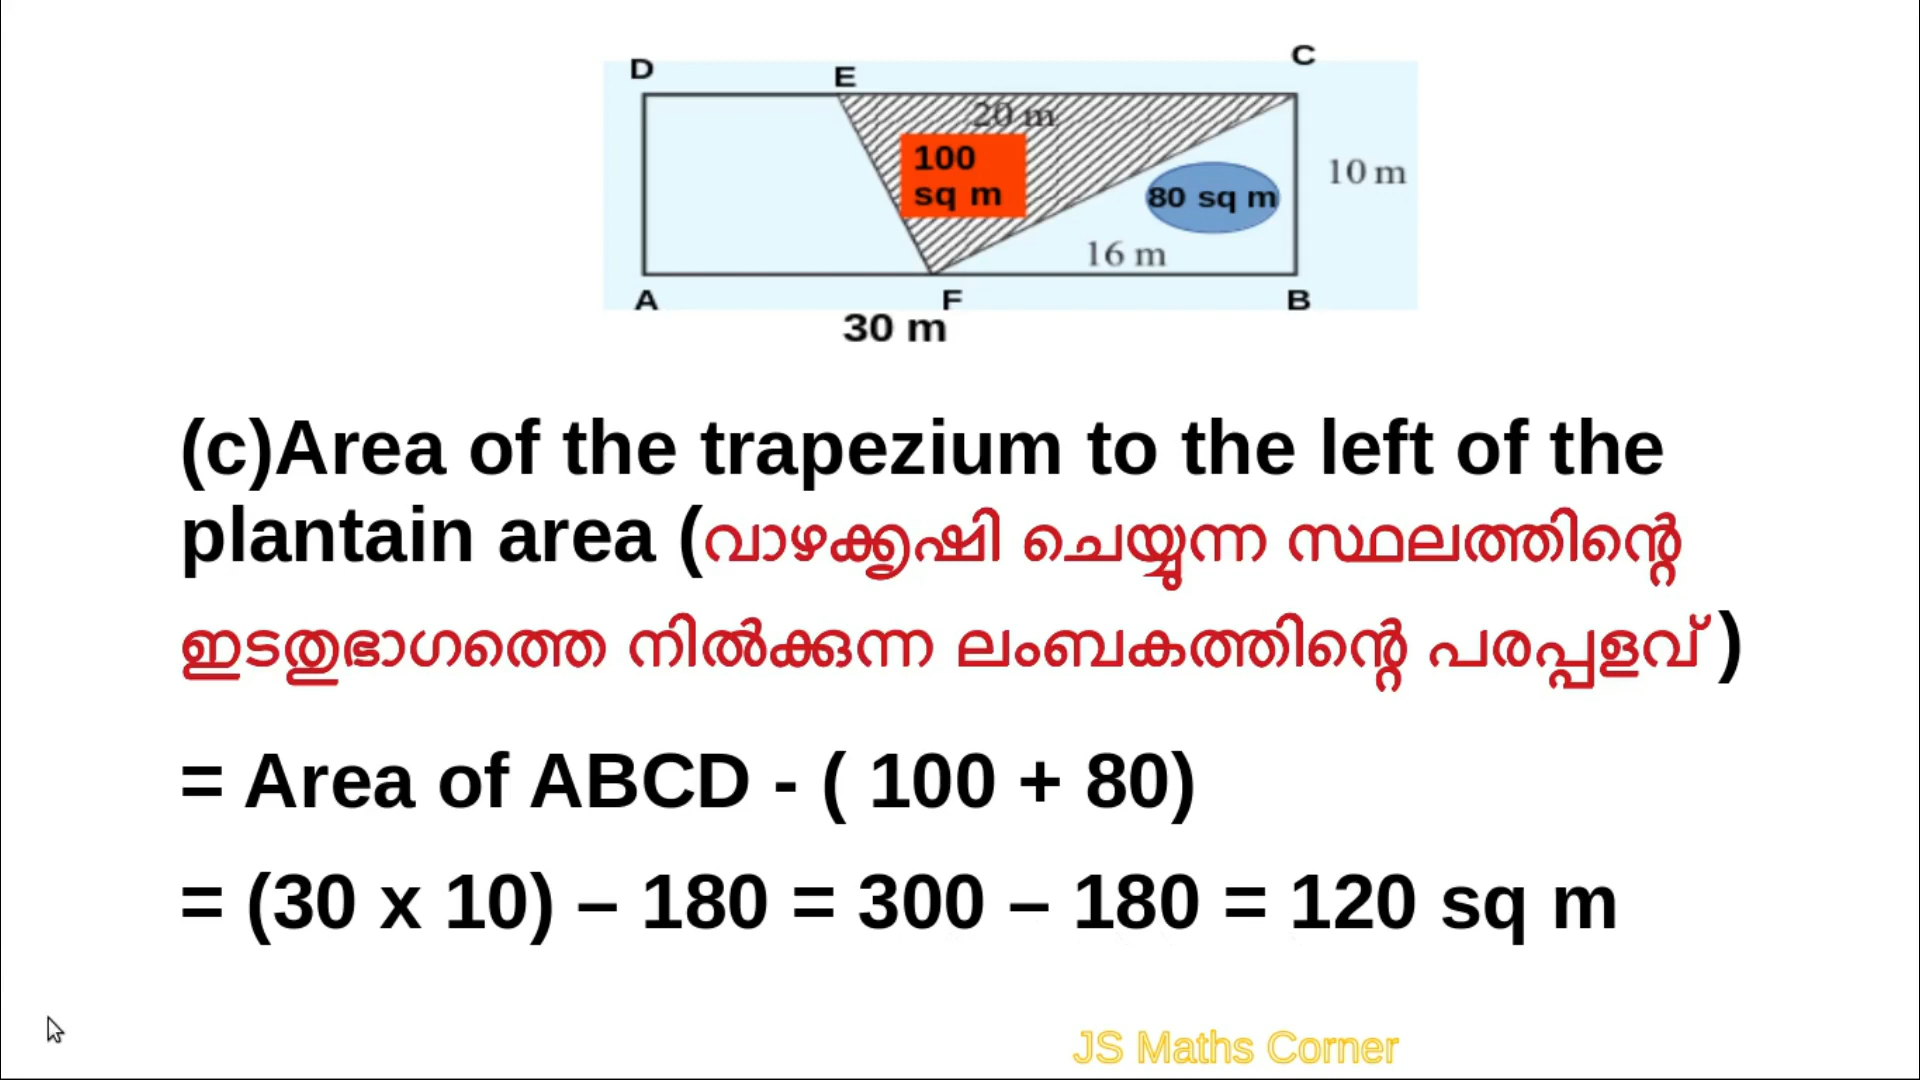 C
D
E
20 m
100
sq m
10 m
80 sq m
16 m
A F B
30 m
(c)Area of the trapezium to the left of the
plantain area (വാഴക്കൃഷി ചെയ്യുന്ന സ്ഥലത്തിന്റെ
ഇടതുഭാഗത്തെ നിൽക്കുന്ന ലംബകത്തിന്റെ പരപ്പളവ് )
= Area of ABCD - ( 100 + 80)
= (30 x 10) – 180 = 300 – 180 = 120 sq m
JS Maths Corner